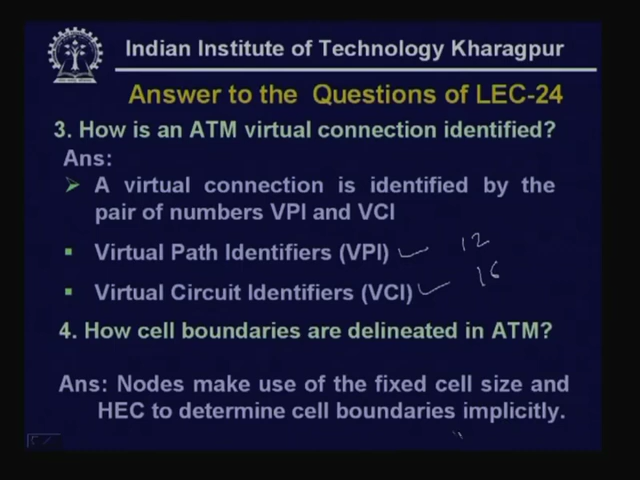 Indian Institute of Technology Kharagpur
Answer to the Questions of LEC-24
3. How is an ATM virtual connection identified?
Ans:
A virtual connection is identified by the
pair of numbers VPI and VCI
Virtual Path Identifiers (VPI) 12
Virtual Circuit Identifiers (VCI) 16
4. How cell boundaries are delineated in ATM?
Ans: Nodes make use of the fixed cell size and
HEC to determine cell boundaries implicitly.